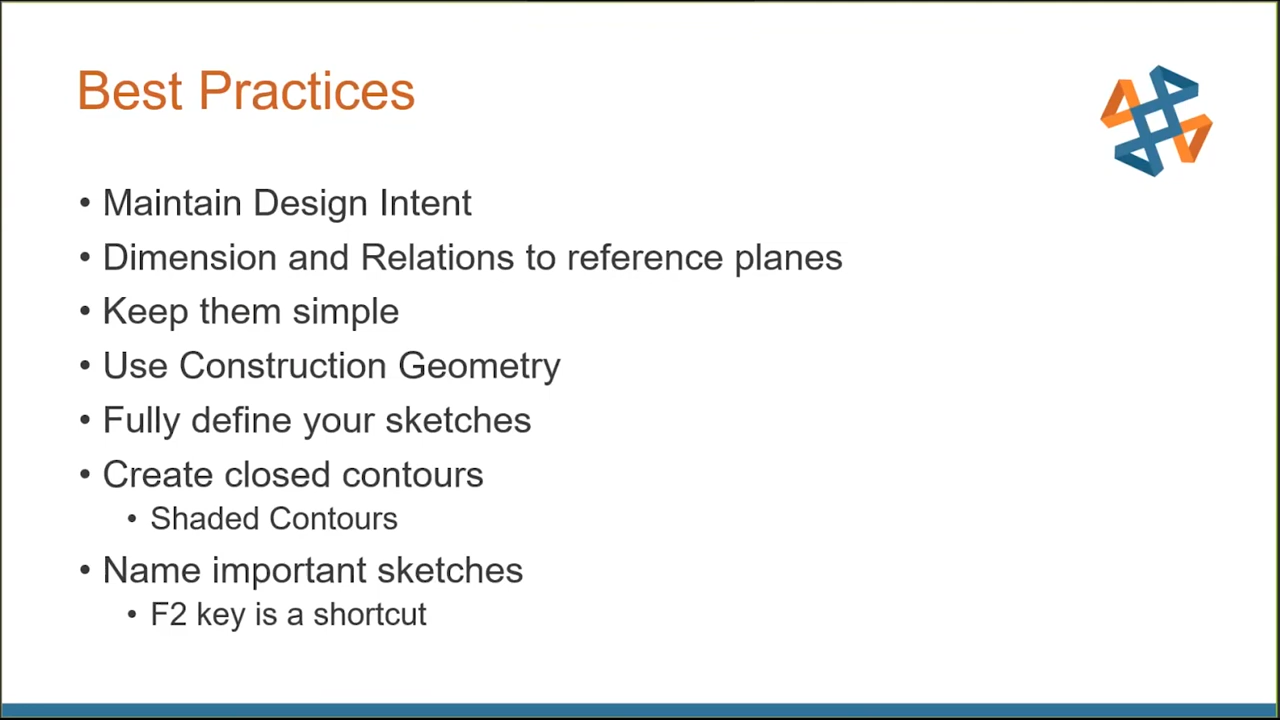 Best Practices
• Maintain Design Intent
• Dimension and Relations to reference planes
• Keep them simple
• Use Construction Geometry
• Fully define your sketches
• Create closed contours
• Shaded Contours
• Name important sketches
• F2 key is a shortcut